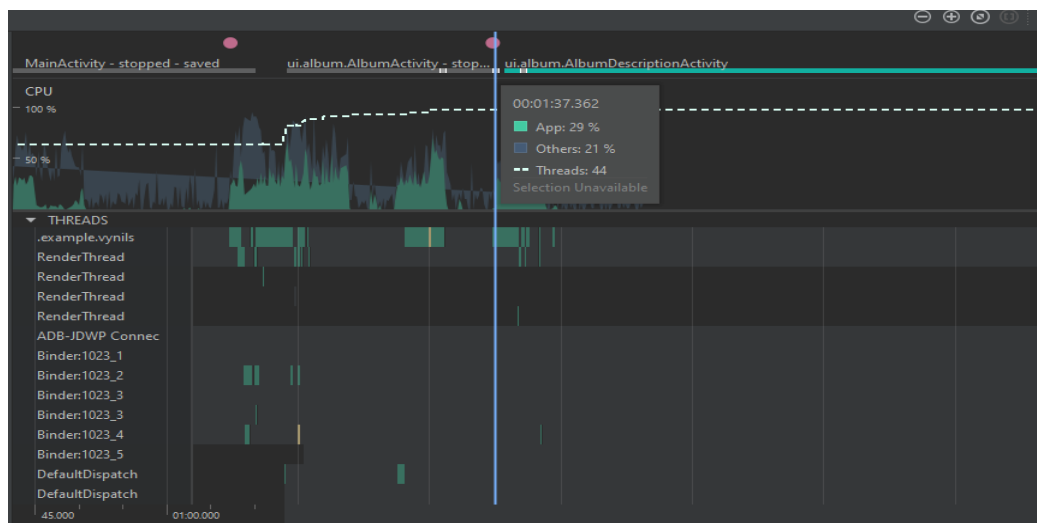 MainActivity - stopped - saved
ui.album.AlbumActivity - stop...
ui.album.AlbumDescriptionActivity
CPU
100 %
50 %
00:01:37.362
App: 29 %
Others: 21 %
Threads: 44
Selection Unavailable
THREADS
.example.vynils
RenderThread
RenderThread
RenderThread
RenderThread
ADB-JDWP Connec
Binder:1023_1
Binder:1023_2
Binder:1023_3
Binder:1023_3
Binder:1023_4
Binder:1023_5
DefaultDispatch
DefaultDispatch
45.000
01:00.000